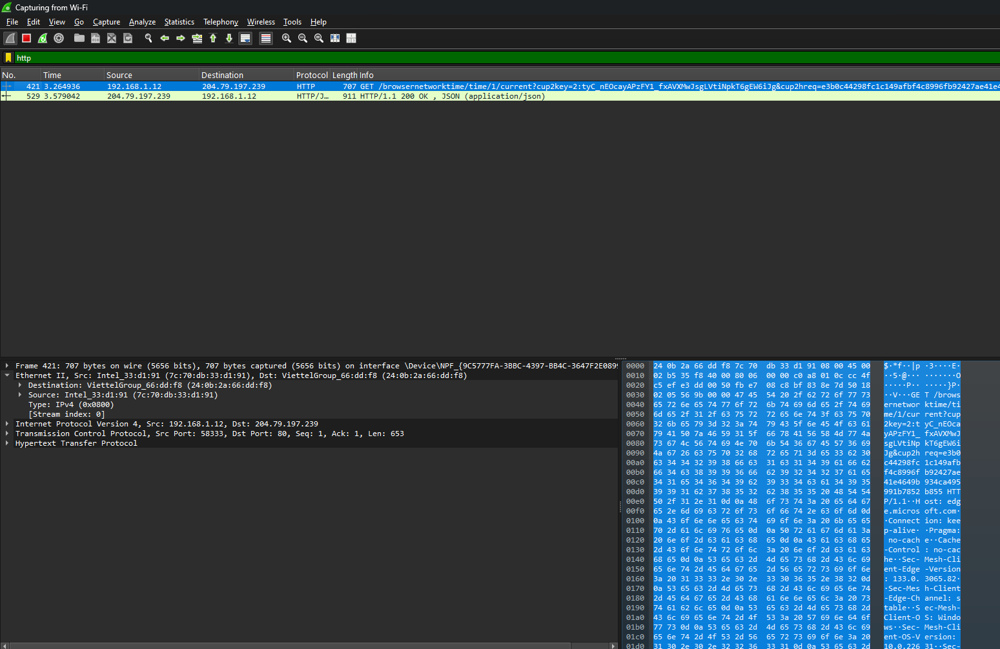 Capturing from Wi-Fi
File Edit View Go Capture Analyze Statistics Telephony Wireless Tools Help
http
No. Time Source Destination Protocol Length Info
421 3.264936 192.168.1.12 204.79.197.239 HTTP 707 GET /browsernetworktime/time/1/current?cup2key=2:tyC_nEOcayAPzFY1_fxAVXMwJsgLVtiNpkT6gEW6iJg&cup2hreq=e3b0c44298fc1c149afbf4c8996fb92427ae41e4
529 3.579042 204.79.197.239 192.168.1.12 HTTP/J… 911 HTTP/1.1 200 OK , JSON (application/json)
Frame 421: 707 bytes on wire (5656 bits), 707 bytes captured (5656 bits) on interface \Device\NPF_{9C5777FA-3BBC-4397-BB4C-3647F2E0899
Ethernet II, Src: Intel_33:d1:91 (7c:70:db:33:d1:91), Dst: ViettelGroup_66:dd:f8 (24:0b:2a:66:dd:f8)
Destination: ViettelGroup_66:dd:f8 (24:0b:2a:66:dd:f8)
Source: Intel_33:d1:91 (7c:70:db:33:d1:91)
Type: IPv4 (0x0800)
[Stream index: 0]
Internet Protocol Version 4, Src: 192.168.1.12, Dst: 204.79.197.239
Transmission Control Protocol, Src Port: 58333, Dst Port: 80, Seq: 1, Ack: 1, Len: 653
Hypertext Transfer Protocol
0000 24 0b 2a 66 dd f8 7c 70 db 33 d1 91 08 00 45 00 $·*f··|p ·3····E·
0010 02 b5 35 f8 40 00 80 06 00 00 c0 a8 01 0c cc 4f ··5·@··· ·······O
0020 c5 ef e3 dd 00 50 fb e7 08 c8 bf 83 8e 7d 50 18 ·····P·· ·····}P·
0030 02 05 56 9b 00 00 47 45 54 20 2f 62 72 6f 77 73 ··V···GE T /brows
0040 65 72 6e 65 74 77 6f 72 6b 74 69 6d 65 2f 74 69 ernetwor ktime/ti
0050 6d 65 2f 31 2f 63 75 72 72 65 6e 74 3f 63 75 70 me/1/cur rent?cup
0060 32 6b 65 79 3d 32 3a 74 79 43 5f 6e 45 4f 63 61 2key=2:t yC_nEOca
0070 79 41 50 7a 46 59 31 5f 66 78 41 56 58 4d 77 4a yAPzFY1_ fxAVXMwJ
0080 73 67 4c 56 74 69 4e 70 6b 54 36 67 45 57 36 69 sgLVtiNp kT6gEW6i
0090 4a 67 26 63 75 70 32 68 72 65 71 3d 65 33 62 30 Jg&cup2h req=e3b0
00a0 63 34 34 32 39 38 66 63 31 63 31 34 39 61 66 62 c44298fc 1c149afb
00b0 66 34 63 38 39 39 36 66 62 39 32 34 32 37 61 65 f4c8996f b92427ae
00c0 34 31 65 34 36 34 39 62 39 33 34 63 61 34 39 35 41e4649b 934ca495
00d0 39 39 31 62 37 38 35 32 62 38 35 35 20 48 54 54 991b7852 b855 HTT
00e0 50 2f 31 2e 31 0d 0a 48 6f 73 74 3a 20 65 64 67 P/1.1··H ost: edg
00f0 65 2e 6d 69 63 72 6f 73 6f 66 74 2e 63 6f 6d 0d e.micros oft.com·
0100 0a 43 6f 6e 6e 65 63 74 69 6f 6e 3a 20 6b 65 65 ·Connect ion: kee
0110 70 2d 61 6c 69 76 65 0d 0a 50 72 61 67 6d 61 3a p-alive· ·Pragma:
0120 20 6e 6f 2d 63 61 63 68 65 0d 0a 43 61 63 68 65 no-cach e··Cache
0130 2d 43 6f 6e 74 72 6f 6c 3a 20 6e 6f 2d 63 61 63 -Control : no-cac
0140 68 65 0d 0a 53 65 63 2d 4d 65 73 68 2d 43 6c 69 he··Sec- Mesh-Cli
0150 65 6e 74 2d 45 64 67 65 2d 56 65 72 73 69 6f 6e ent-Edge -Version
0160 3a 20 31 33 33 2e 30 2e 33 30 36 35 2e 38 32 0d : 133.0. 3065.82·
0170 0a 53 65 63 2d 4d 65 73 68 2d 43 6c 69 65 6e 74 ·Sec-Mes h-Client
0180 2d 45 64 67 65 2d 43 68 61 6e 6e 65 6c 3a 20 73 -Edge-Ch annel: s
0190 74 61 62 6c 65 0d 0a 53 65 63 2d 4d 65 73 68 2d table··S ec-Mesh-
01a0 43 6c 69 65 6e 74 2d 4f 53 3a 20 57 69 6e 64 6f Client-O S: Windo
01b0 77 73 0d 0a 53 65 63 2d 4d 65 73 68 2d 43 6c 69 ws··Sec- Mesh-Cli
01c0 65 6e 74 2d 4f 53 2d 56 65 72 73 69 6f 6e 3a 20 ent-OS-V ersion:
01d0 31 30 2e 30 2e 32 32 36 33 31 0d 0a 53 65 63 2d 10.0.226 31··Sec-